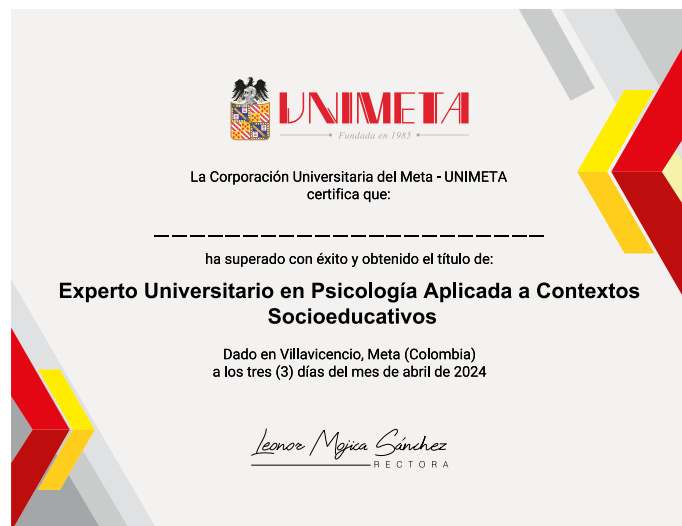 UNIMETA
Fundada en 1985
La Corporación Universitaria del Meta - UNIMETA
certifica que:
ha superado con éxito y obtenido el título de:
Experto Universitario en Psicología Aplicada a Contextos
Socioeducativos
Dado en Villavicencio, Meta (Colombia)
a los tres (3) días del mes de abril de 2024
Leonor Mojica Sánchez
RECTORA